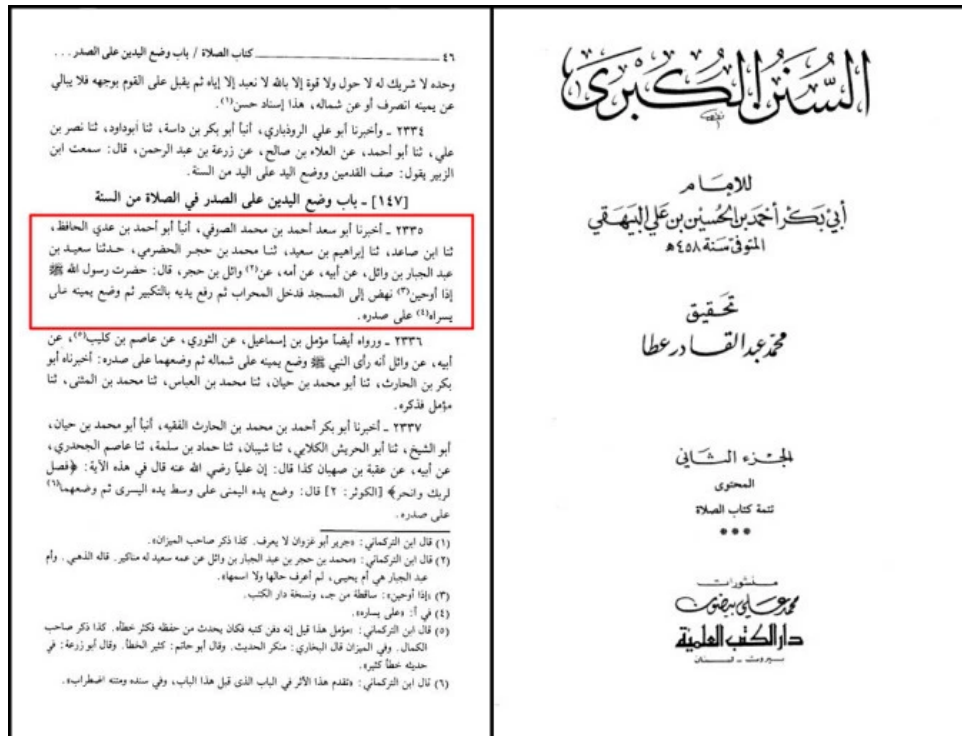 ٤٦ كتاب الصلاة / باب وضع اليدين على الصدر . . .
وحده لا شريك له لا حول ولا قوة إلا بالله لا نعبد إلا إياه ثم يقبل على القوم بوجهه فلا يبالي
عن يمينه انصرف أو عن شماله، هذا إسناد حسن(١).
٢٣٣٤ ـ وأخبرنا أبو علي الروذباري، أنبأ أبو بكر بن داسة، ثنا أبوداود، ثنا نصر بن
علي، ثنا أبو أحمد، عن العلاء بن صالح، عن زرعة بن عبد الرحمن، قال: سمعت ابن
الزبير يقول: صف القدمين ووضع اليد على اليد من السنة.
[١٤٧] ـ باب وضع اليدين على الصدر في الصلاة من السنة
٢٣٣٥ ـ أخبرنا أبو سعد أحمد بن محمد الصوفي، أنبأ أبو أحمد بن عدي الحافظ،
ثنا ابن صاعد، ثنا إبراهيم بن سعيد، ثنا محمد بن حجر الحضرمي، حدثنا سعيد بن
عبد الجبار بن وائل، عن أبيه، عن أمه، عن(٢) وائل بن حجر، قال: حضرت رسول الله ﷺ
إذا أوحين(٣) نهض إلى المسجد فدخل المحراب ثم رفع يديه بالتكبير ثم وضع يمينه على
يسراه(٤) على صدره.
٢٣٣٦ ـ ورواه أيضاً مؤمل بن إسماعيل، عن الثوري، عن عاصم بن كليب(٥)، عن
أبيه، عن وائل أنه رأى النبي ﷺ وضع يمينه على شماله ثم وضعهما على صدره: أخبرناه أبو
بكر بن الحارث، ثنا أبو محمد بن حيان، ثنا محمد بن العباس، ثنا محمد بن المثنى، ثنا
مؤمل فذكره.
٢٣٣٧ ـ أخبرنا أبو بكر أحمد بن محمد بن الحارث الفقيه، أنبأ أبو محمد بن حيان،
أبو الشيخ، ثنا أبو الحريش الكلابي، ثنا شيبان، ثنا حماد بن سلمة، ثنا عاصم الجحدري،
عن أبيه، عن عقبة بن صهبان كذا قال: إن علياً رضي الله عنه قال في هذه الآية: ﴿فصل
لربك وانحر﴾ [الكوثر: ٢] قال: وضع يده اليمنى على وسط يده اليسرى ثم وضعهما(٦)
على صدره.
(١) قال ابن التركماني: «جرير أبو غزوان لا يعرف. كذا ذكر صاحب الميزان».
(٢) قال ابن التركماني: «محمد بن حجر بن عبد الجبار بن وائل عن عمه سعيد له مناكير. قاله الذهبي. وأم
عبد الجبار هي أم يحيى، لم أعرف حالها ولا اسمها».
(٣) «إذا أوحين»: ساقطة من جـ، ونسخة دار الكتب.
(٤) في أ: «على يساره».
(٥) قال ابن التركماني: «مؤمل هذا قيل إنه دفن كتبه فكان يحدث من حفظه فكثر خطأه. كذا ذكر صاحب
الكمال. وفي الميزان قال البخاري: منكر الحديث. وقال أبو حاتم: كثير الخطأ. وقال أبو زرعة: في
حديثه خطأ كثير».
(٦) قال ابن التركماني: «تقدم هذا الأثر في الباب الذى قبل هذا الباب، وفي سنده ومتنه اضطراب».
السنن الكبرى
للإمام
أبي بكر أحمد بن الحسين بن علي البيهقي
المتوفى سنة ٤٥٨ه
تحقيق
محمد عبد القادر عطا
الجزء الثاني
المحتوى
تتمة كتاب الصلاة
***
منشورات
محمد علي بيضون
دار الكتب العلمية
بيروت ـ لبنان